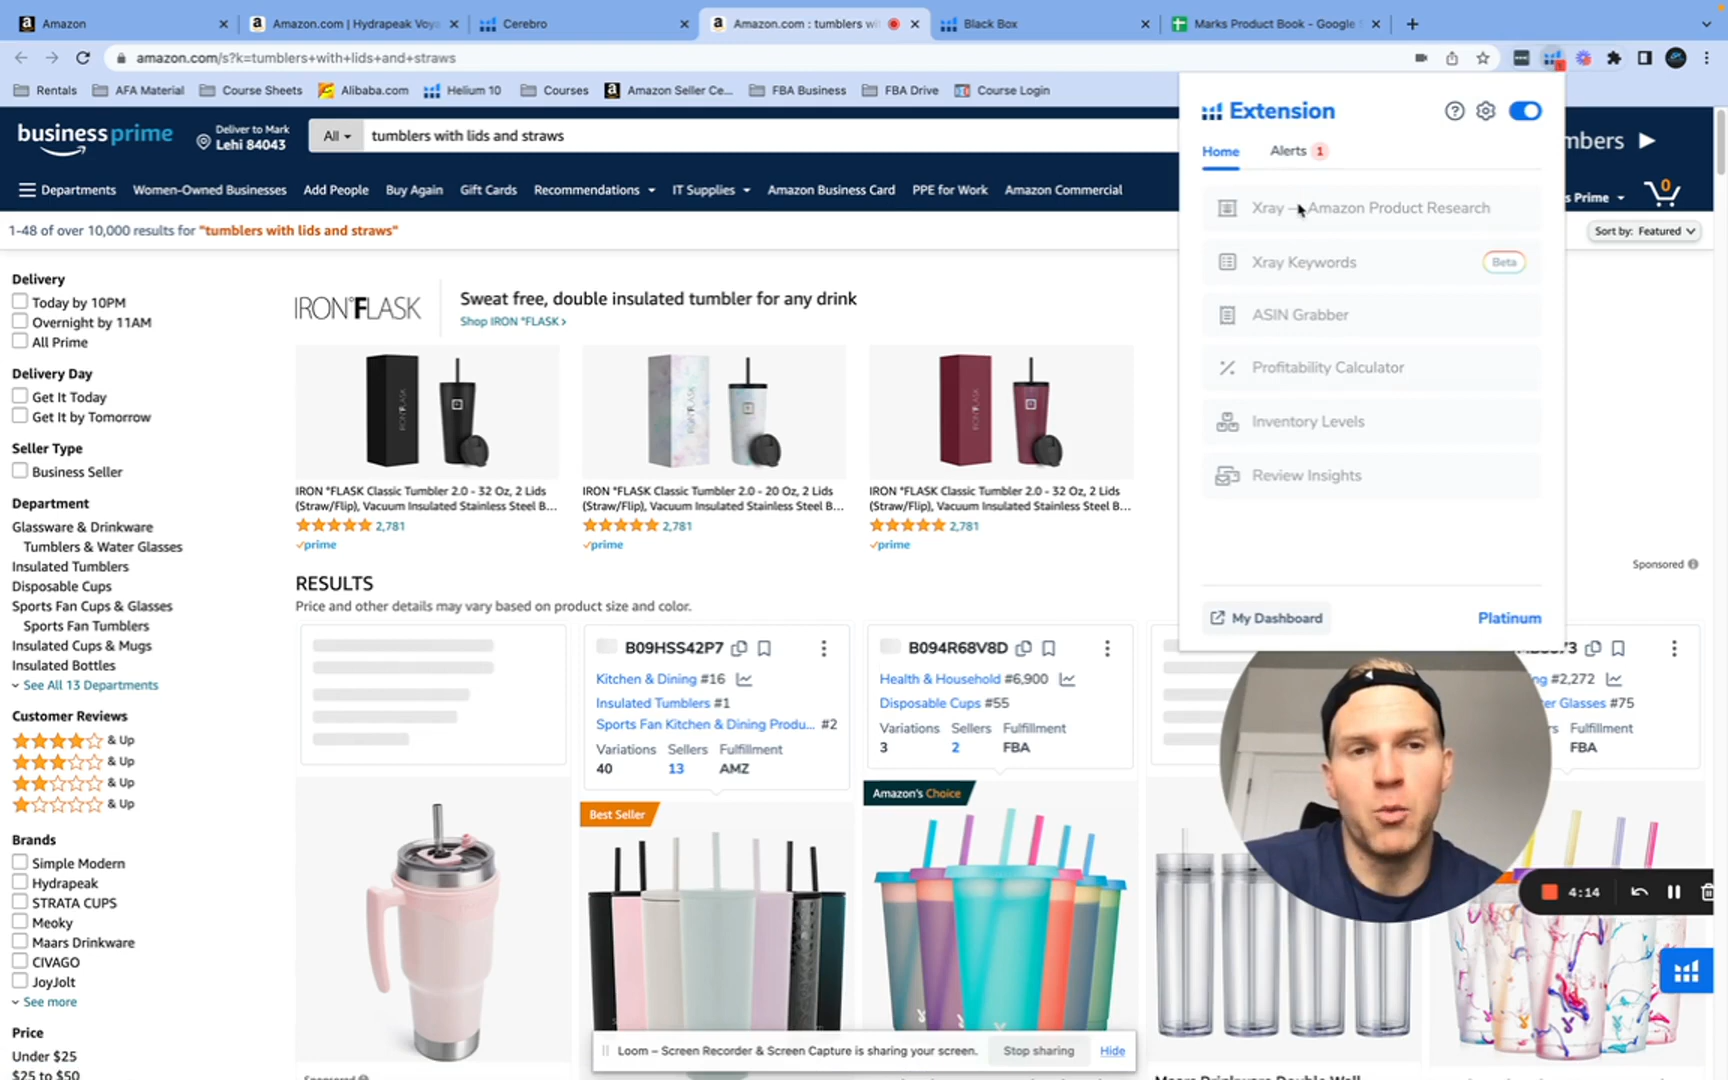 Amazon
Amazon.com | Hydrapeak Voya
Cerebro
Amazon.com : tumblers wi
Black Box
Marks Product Book - Google S
amazon.com/s?k=tumblers+with+lids+and+straws
Rentals
AFA Material
Course Sheets
Alibaba.com
Helium 10
Courses
Amazon Seller Ce...
FBA Business
FBA Drive
Course Login
business prime
Deliver to Mark
Lehi 84043
All
tumblers with lids and straws
Departments
Women-Owned Businesses
Add People
Buy Again
Gift Cards
Recommendations
IT Supplies
Amazon Business Card
PPE for Work
Amazon Commercial
s Prime
0
1-48 of over 10,000 results for "tumblers with lids and straws"
Sort by: Featured
Extension
Home
Alerts 1
Xray – Amazon Product Research
Xray Keywords
Beta
ASIN Grabber
Profitability Calculator
Inventory Levels
Review Insights
My Dashboard
Platinum
Delivery
Today by 10PM
Overnight by 11AM
All Prime
Delivery Day
Get It Today
Get It by Tomorrow
Seller Type
Business Seller
Department
Glassware & Drinkware
Tumblers & Water Glasses
Insulated Tumblers
Disposable Cups
Sports Fan Cups & Glasses
Sports Fan Tumblers
Insulated Cups & Mugs
Insulated Bottles
See All 13 Departments
Customer Reviews
& Up
& Up
& Up
& Up
Brands
Simple Modern
Hydrapeak
STRATA CUPS
Meoky
Maars Drinkware
CIVAGO
JoyJolt
See more
Price
Under $25
$25 to $50
IRON °FLASK
Sweat free, double insulated tumbler for any drink
Shop IRON °FLASK ›
IRON °FLASK Classic Tumbler 2.0 - 32 Oz, 2 Lids
(Straw/Flip), Vacuum Insulated Stainless Steel B...
2,781
prime
IRON °FLASK Classic Tumbler 2.0 - 20 Oz, 2 Lids
(Straw/Flip), Vacuum Insulated Stainless Steel B...
2,781
prime
IRON °FLASK Classic Tumbler 2.0 - 32 Oz, 2 Lids
(Straw/Flip), Vacuum Insulated Stainless Steel B...
2,781
prime
Sponsored
RESULTS
Price and other details may vary based on product size and color.
B09HSS42P7
Kitchen & Dining #16
Insulated Tumblers #1
Sports Fan Kitchen & Dining Produ... #2
Variations Sellers Fulfillment
40 13 AMZ
Best Seller
B094R68V8D
Health & Household #6,900
Disposable Cups #55
Variations Sellers Fulfillment
3 2 FBA
Amazon's Choice
#2,272
er Glasses #75
Fulfillment
FBA
4:14
Loom – Screen Recorder & Screen Capture is sharing your screen.
Stop sharing
Hide